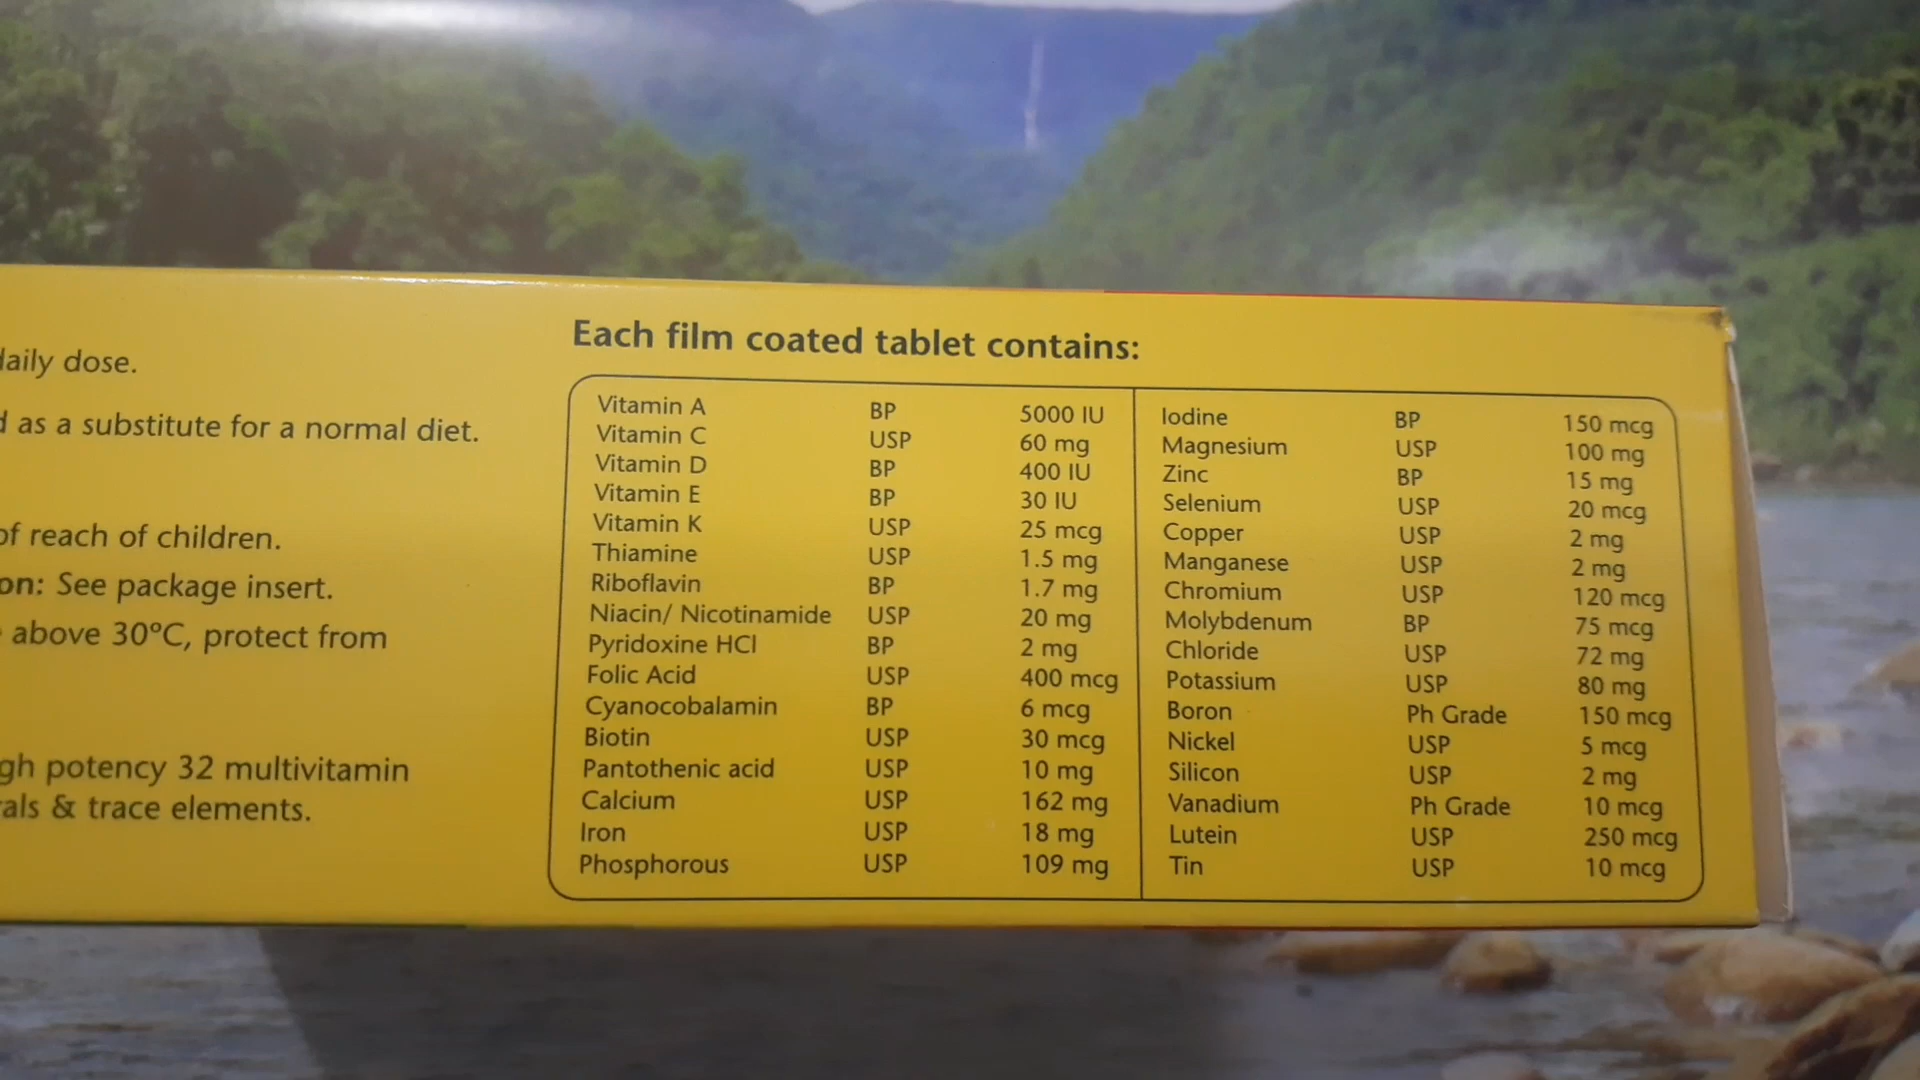 daily dose.
as a substitute for a normal diet.
of reach of children.
on: See package insert.
above 30ºC, protect from
gh potency 32 multivitamin
als & trace elements.
Each film coated tablet contains:
Vitamin A BP 5000 IU
Vitamin C USP 60 mg
Vitamin D BP 400 IU
Vitamin E BP 30 IU
Vitamin K USP 25 mcg
Thiamine USP 1.5 mg
Riboflavin BP 1.7 mg
Niacin/ Nicotinamide USP 20 mg
Pyridoxine HCl BP 2 mg
Folic Acid USP 400 mcg
Cyanocobalamin BP 6 mcg
Biotin USP 30 mcg
Pantothenic acid USP 10 mg
Calcium USP 162 mg
Iron USP 18 mg
Phosphorous USP 109 mg
Iodine BP 150 mcg
Magnesium USP 100 mg
Zinc BP 15 mg
Selenium USP 20 mcg
Copper USP 2 mg
Manganese USP 2 mg
Chromium USP 120 mcg
Molybdenum BP 75 mcg
Chloride USP 72 mg
Potassium USP 80 mg
Boron Ph Grade 150 mcg
Nickel USP 5 mcg
Silicon USP 2 mg
Vanadium Ph Grade 10 mcg
Lutein USP 250 mcg
Tin USP 10 mcg